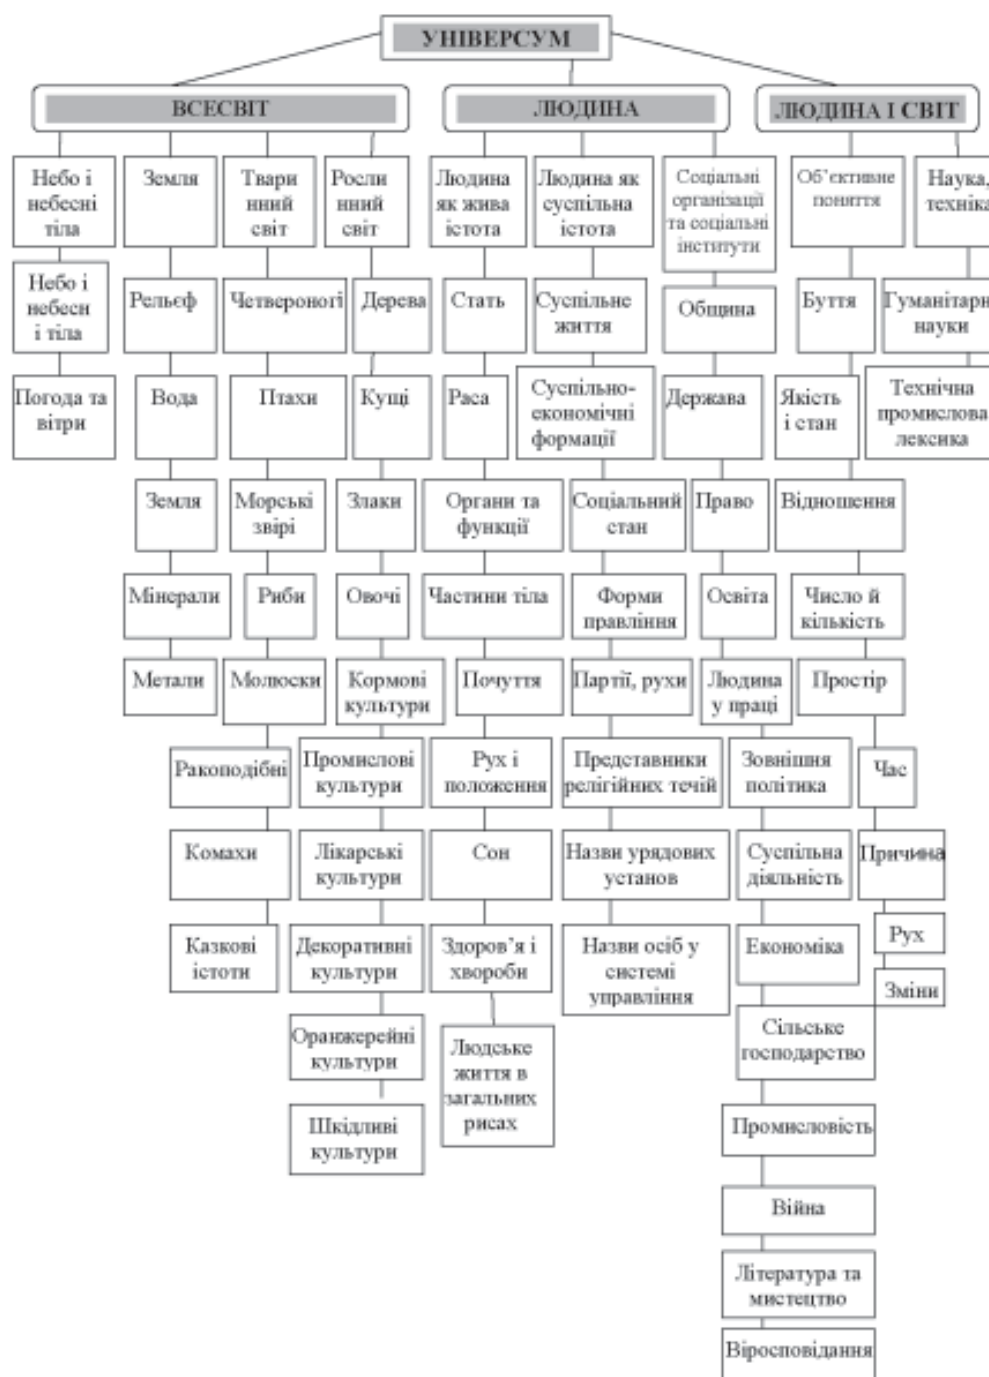 УНІВЕРСУМ
ВСЕСВІТ
ЛЮДИНА
ЛЮДИНА І СВІТ
Небо і
небесні
тіла
Земля
Твари
нний
світ
Росли
нний
світ
Людина
як жива
істота
Людина як
суспільна
істота
Соціальні
організації
та соціальні
інститути
Об’єктивне
поняття
Наука,
техніка
Небо і
небесн
і тіла
Рельєф
Четвероногі
Дерева
Стать
Суспільне
життя
Община
Буття
Гуманітарн
науки
Погода та
вітри
Вода
Птахи
Кущі
Раса
Суспільно-
економічні
формації
Держава
Якість
і стан
Технічна
промислова
лексика
Земля
Морські
звірі
Злаки
Органи та
функції
Соціальний
стан
Право
Відношення
Мінерали
Риби
Овочі
Частини тіла
Форми
правління
Освіта
Число й
кількість
Метали
Молюски
Кормові
культури
Почуття
Партії, рухи
Людина
у праці
Простір
Ракоподібні
Промислові
культури
Рух і
положення
Представники
релігійних течій
Зовнішня
політика
Час
Комахи
Лікарські
культури
Сон
Назви урядових
установ
Суспільна
діяльність
Причина
Казкові
істоти
Декоративні
культури
Здоров’я і
хвороби
Назви осіб у
системі
управління
Економіка
Рух
Зміни
Оранжерейні
культури
Людське
життя в
загальних
рисах
Сільське
господарство
Шкідливі
культури
Промисловість
Війна
Література та
мистецтво
Віросповідання